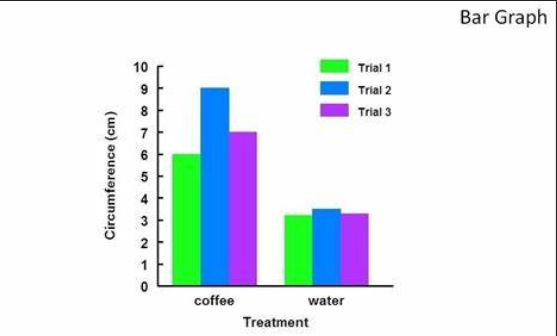 Bar Graph
10
9
8
7
6
5
4
3
2
1
0
Circumference (cm)
Trial 1
Trial 2
Trial 3
coffee water
Treatment